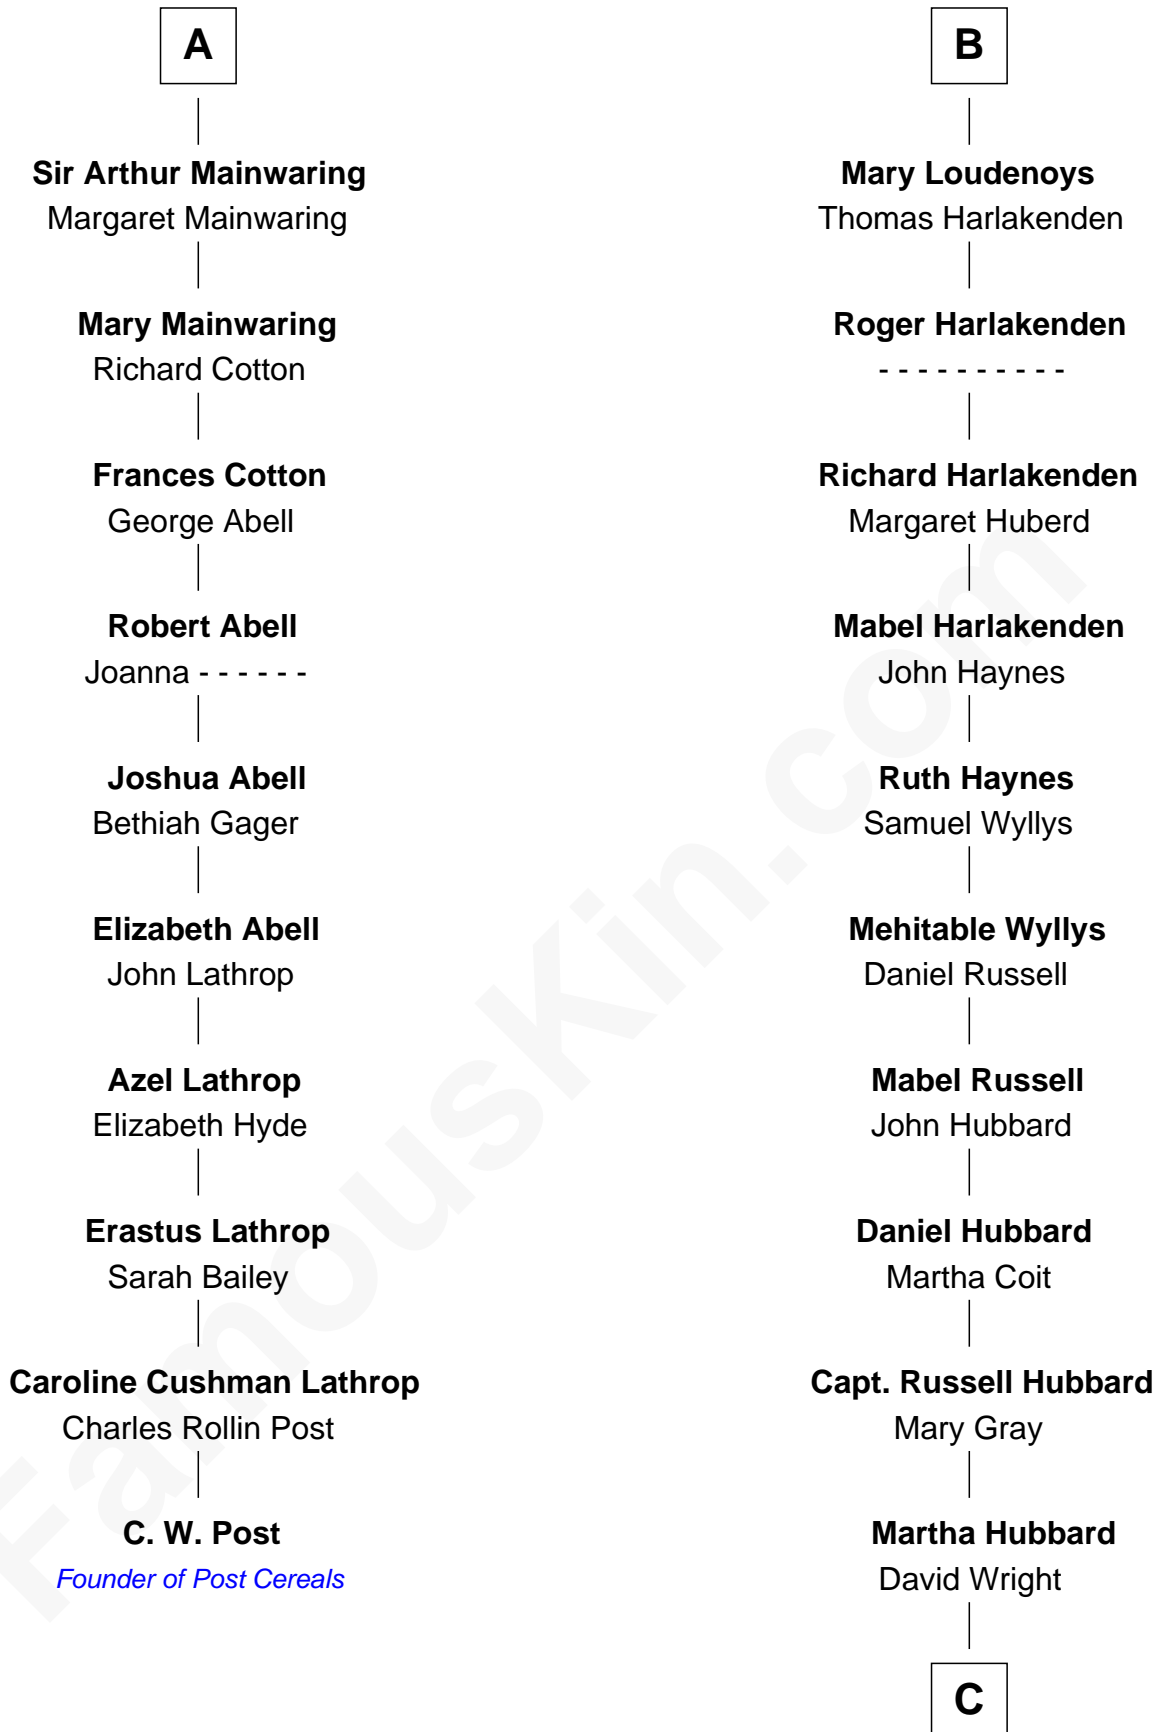 A
Sir Arthur Mainwaring
Margaret Mainwaring
Mary Mainwaring
Richard Cotton
Frances Cotton
George Abell
Robert Abell
Joanna - - - - - -
Joshua Abell
Bethiah Gager
Elizabeth Abell
John Lathrop
Azel Lathrop
Elizabeth Hyde
Erastus Lathrop
Sarah Bailey
Caroline Cushman Lathrop
Charles Rollin Post
C. W. Post
Founder of Post Cereals
B
Mary Loudenoys
Thomas Harlakenden
Roger Harlakenden
- - - - - - - - - -
Richard Harlakenden
Margaret Huberd
Mabel Harlakenden
John Haynes
Ruth Haynes
Samuel Wyllys
Mehitable Wyllys
Daniel Russell
Mabel Russell
John Hubbard
Daniel Hubbard
Martha Coit
Capt. Russell Hubbard
Mary Gray
Martha Hubbard
David Wright
C
FamousKin.com